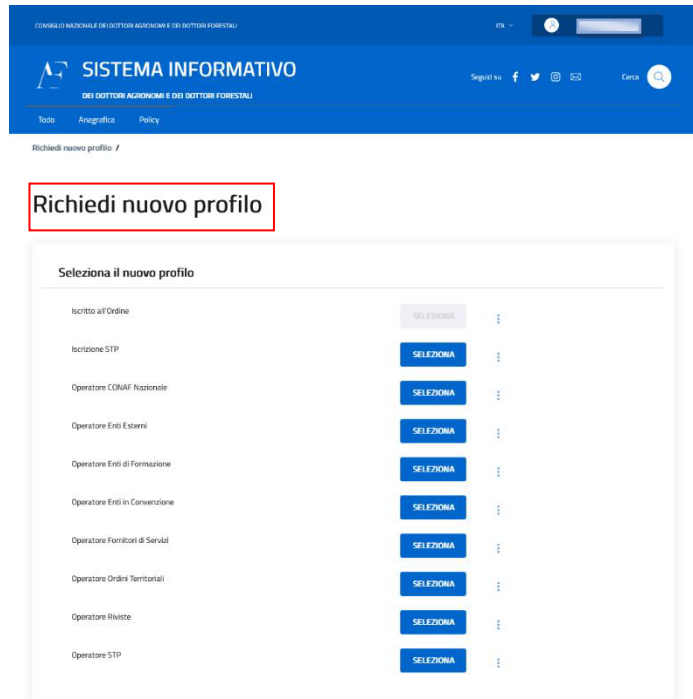 CONSIGLIO NAZIONALE DEI DOTTORI AGRONOMI E DEI DOTTORI FORESTALI
ITA
SISTEMA INFORMATIVO
DEI DOTTORI AGRONOMI E DEI DOTTORI FORESTALI
Seguici su
Cerca
Todo Anagrafica Policy
Richiedi nuovo profilo /
Richiedi nuovo profilo
Seleziona il nuovo profilo
Iscritto all'Ordine SELEZIONA
Iscrizione STP SELEZIONA
Operatore CONAF Nazionale SELEZIONA
Operatore Enti Esterni SELEZIONA
Operatore Enti di Formazione SELEZIONA
Operatore Enti in Convenzione SELEZIONA
Operatore Fornitori di Servizi SELEZIONA
Operatore Ordini Territoriali SELEZIONA
Operatore Riviste SELEZIONA
Operatore STP SELEZIONA